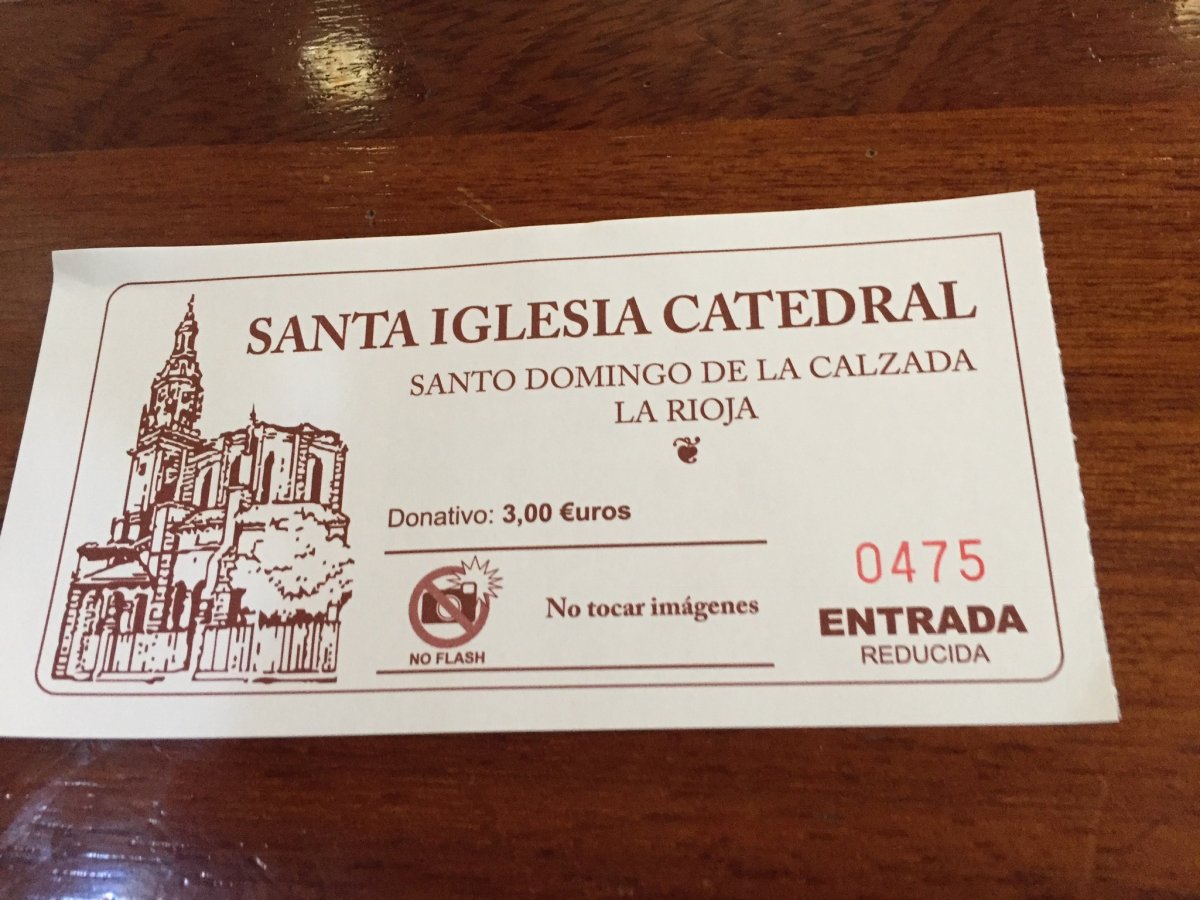 SANTA IGLESIA CATEDRAL
SANTO DOMINGO DE LA CALZADA
LA RIOJA
Donativo: 3,00 €uros
NO FLASH
No tocar imágenes
0475
ENTRADA
REDUCIDA